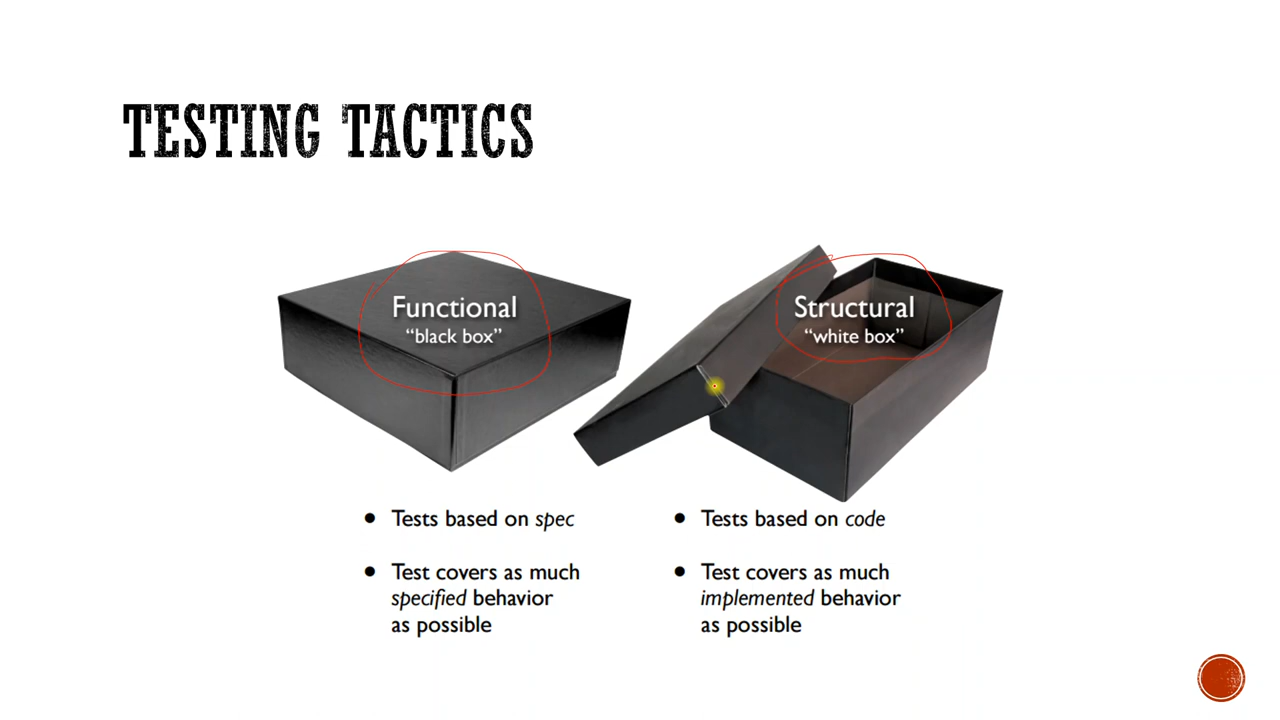 TESTING TACTICS
Functional
“black box”
Structural
“white box”
• Tests based on spec
• Test covers as much
specified behavior
as possible
• Tests based on code
• Test covers as much
implemented behavior
as possible